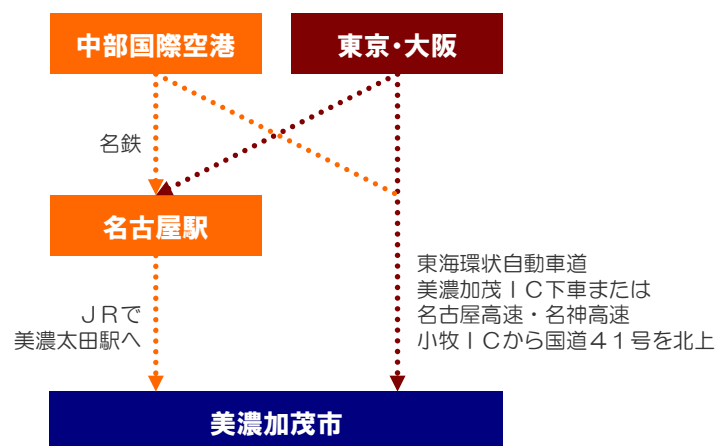 中部国際空港
東京・大阪
名鉄
名古屋駅
ＪＲで
美濃太田駅へ
東海環状自動車道
美濃加茂ＩＣ下車または
名古屋高速・名神高速
小牧ＩＣから国道４１号を北上
美濃加茂市